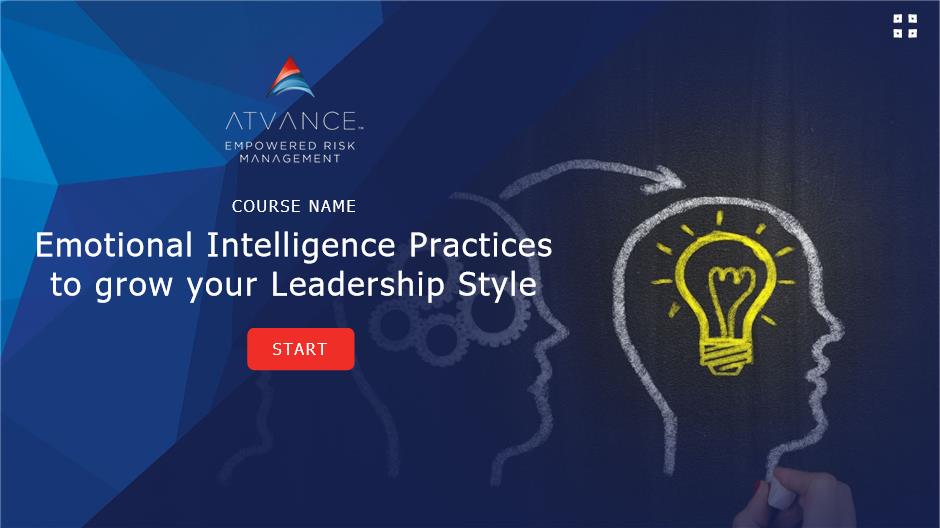 ATVANCE™
EMPOWERED RISK
MANAGEMENT
COURSE NAME
Emotional Intelligence Practices
to grow your Leadership Style
START